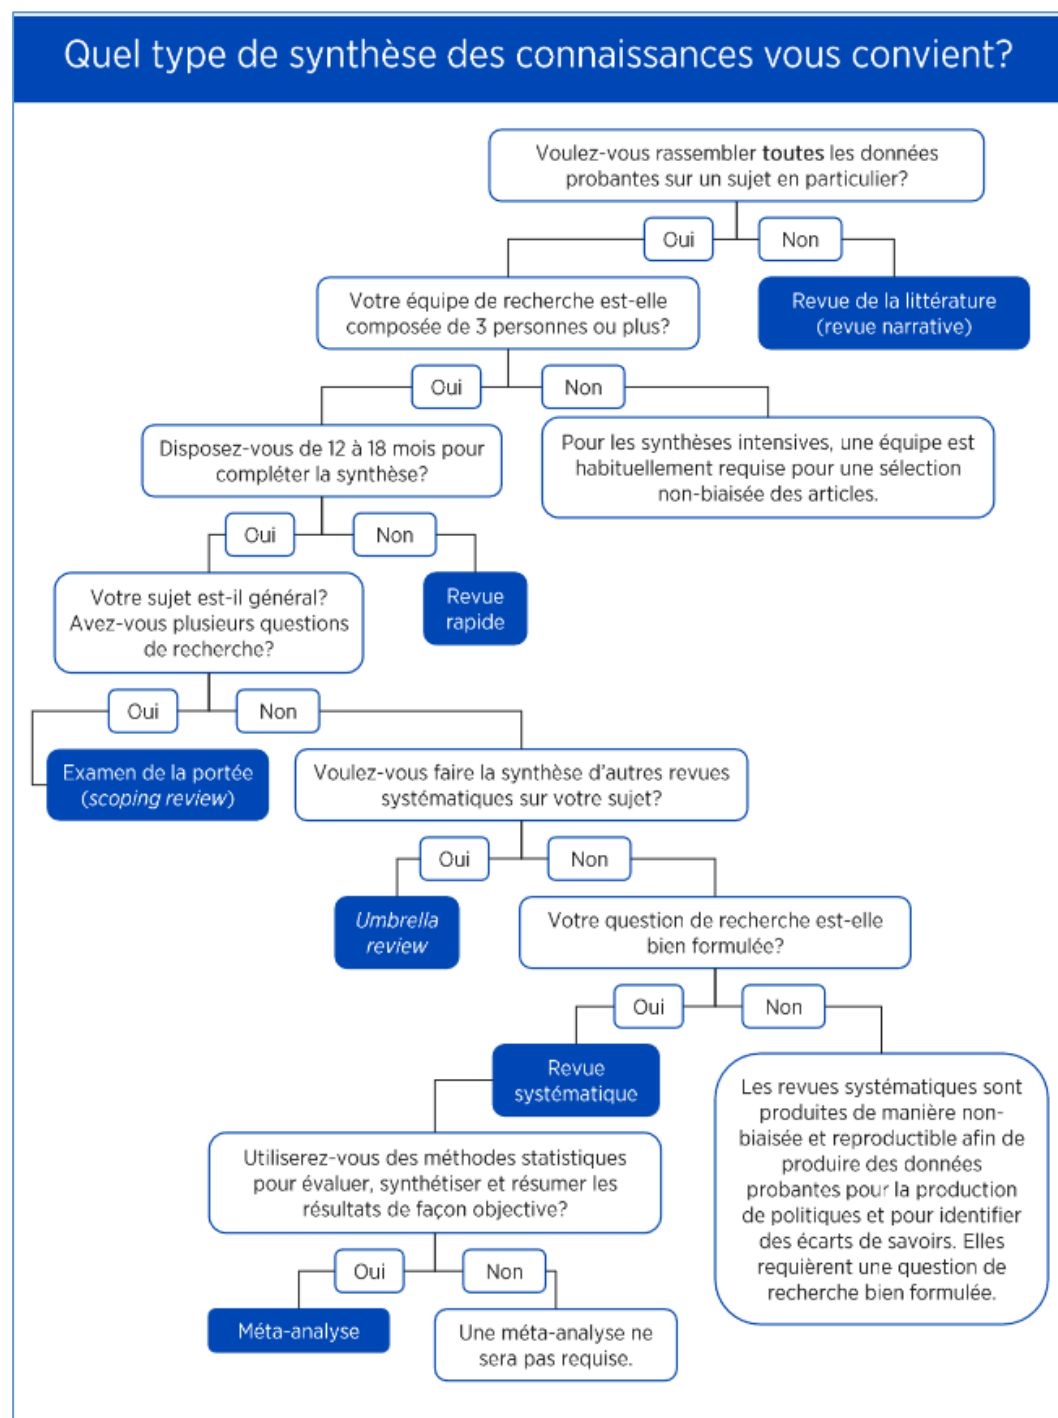 Quel type de synthèse des connaissances vous convient?
Voulez-vous rassembler toutes les données
probantes sur un sujet en particulier?
Oui
Non
Votre équipe de recherche est-elle
composée de 3 personnes ou plus?
Revue de la littérature
(revue narrative)
Oui
Non
Disposez-vous de 12 à 18 mois pour
compléter la synthèse?
Pour les synthèses intensives, une équipe est
habituellement requise pour une sélection
non-biaisée des articles.
Oui
Non
Votre sujet est-il général?
Avez-vous plusieurs questions
de recherche?
Revue
rapide
Oui
Non
Examen de la portée
(scoping review)
Voulez-vous faire la synthèse d'autres revues
systématiques sur votre sujet?
Oui
Non
Umbrella
review
Votre question de recherche est-elle
bien formulée?
Oui
Non
Revue
systématique
Les revues systématiques sont
produites de manière non-
biaisée et reproductible afin de
produire des données
probantes pour la production
de politiques et pour identifier
des écarts de savoirs. Elles
requièrent une question de
recherche bien formulée.
Utiliserez-vous des méthodes statistiques
pour évaluer, synthétiser et résumer les
résultats de façon objective?
Oui
Non
Méta-analyse
Une méta-analyse ne
sera pas requise.